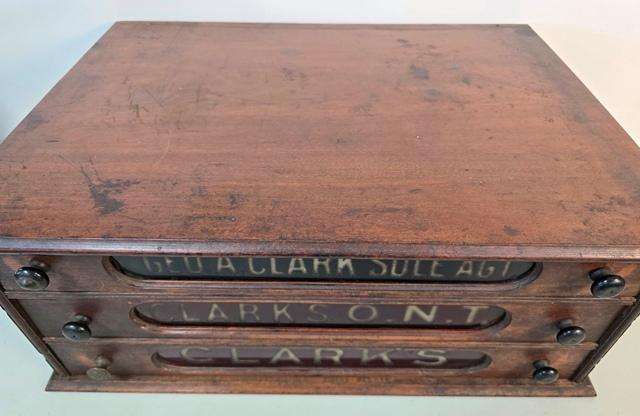 GEO A CLARK SOLE AGT
CLARKS O.N.T.
CLARK'S